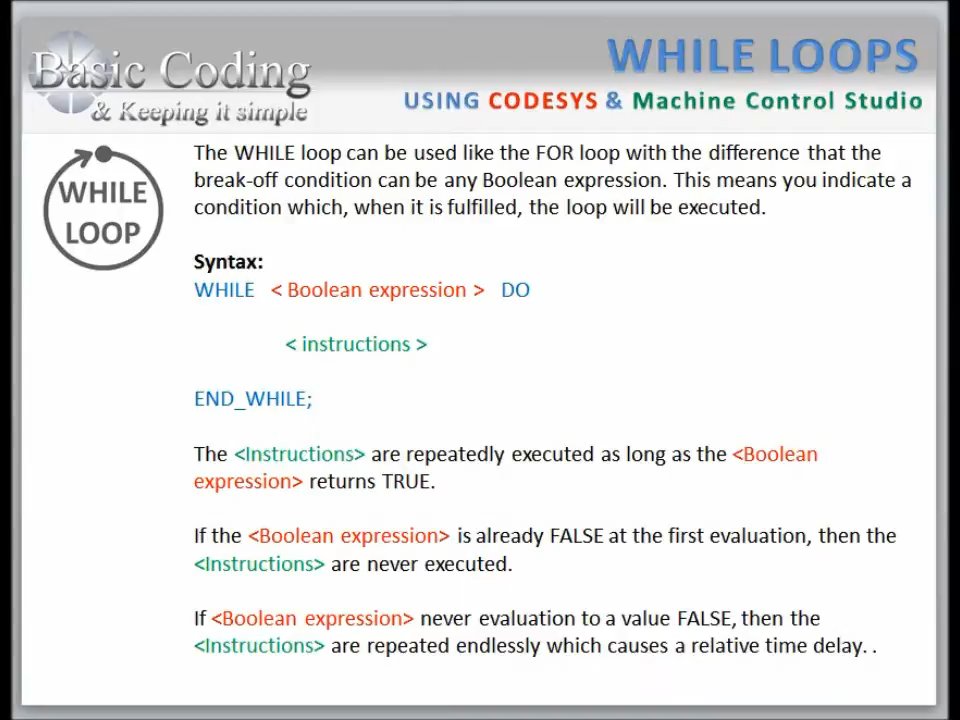 Basic Coding
& Keeping it simple
WHILE LOOPS
USING CODESYS & Machine Control Studio
WHILE
LOOP
The WHILE loop can be used like the FOR loop with the difference that the
break-off condition can be any Boolean expression. This means you indicate a
condition which, when it is fulfilled, the loop will be executed.
Syntax:
WHILE < Boolean expression > DO
< instructions >
END_WHILE;
The <Instructions> are repeatedly executed as long as the <Boolean
expression> returns TRUE.
If the <Boolean expression> is already FALSE at the first evaluation, then the
<Instructions> are never executed.
If <Boolean expression> never evaluation to a value FALSE, then the
<Instructions> are repeated endlessly which causes a relative time delay. .